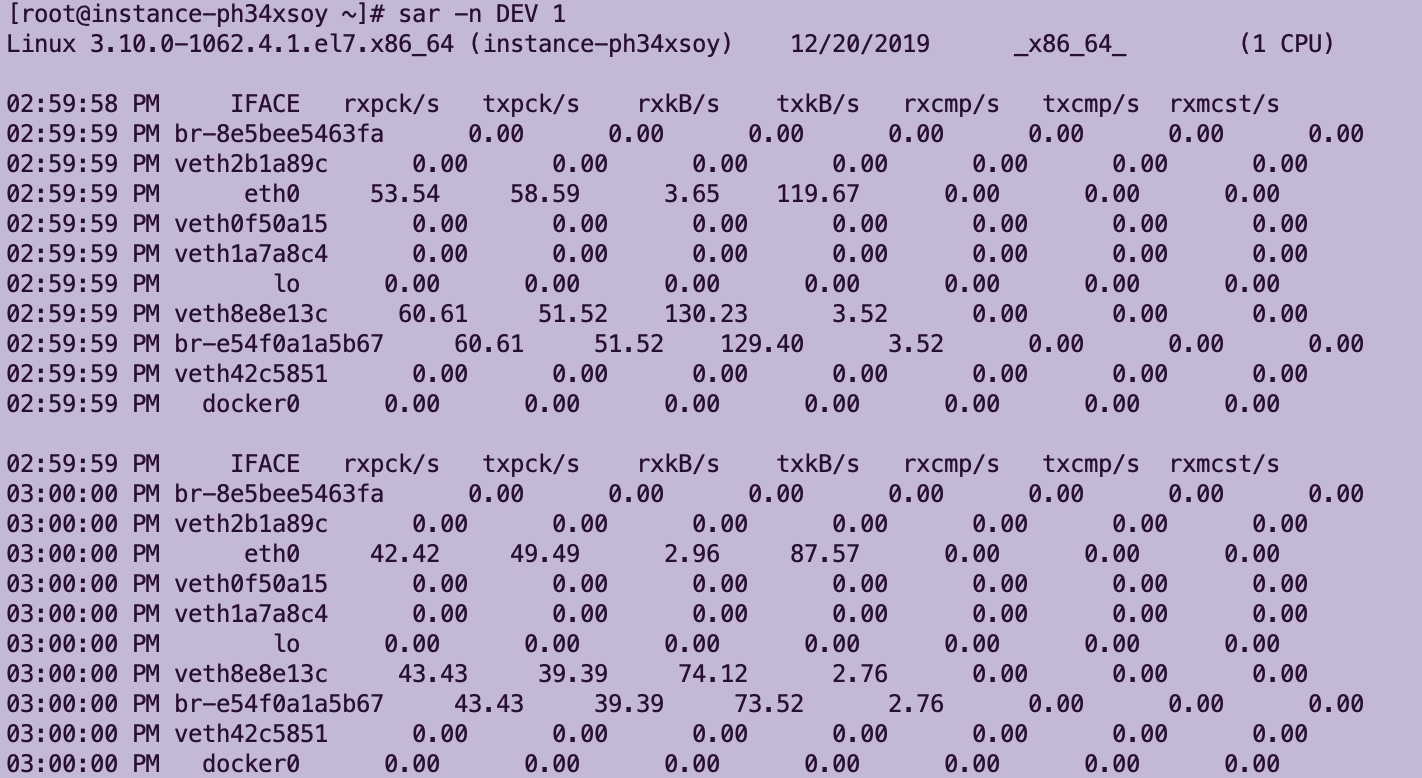 [root@instance-ph34xsoy ~]# sar -n DEV 1
Linux 3.10.0-1062.4.1.el7.x86_64 (instance-ph34xsoy)    12/20/2019      _x86_64_        (1 CPU)

02:59:58 PM     IFACE   rxpck/s   txpck/s    rxkB/s    txkB/s   rxcmp/s   txcmp/s  rxmcst/s
02:59:59 PM br-8e5bee5463fa      0.00      0.00      0.00      0.00      0.00      0.00      0.00
02:59:59 PM veth2b1a89c      0.00      0.00      0.00      0.00      0.00      0.00      0.00
02:59:59 PM      eth0     53.54     58.59      3.65    119.67      0.00      0.00      0.00
02:59:59 PM veth0f50a15      0.00      0.00      0.00      0.00      0.00      0.00      0.00
02:59:59 PM veth1a7a8c4      0.00      0.00      0.00      0.00      0.00      0.00      0.00
02:59:59 PM        lo      0.00      0.00      0.00      0.00      0.00      0.00      0.00
02:59:59 PM veth8e8e13c     60.61     51.52    130.23      3.52      0.00      0.00      0.00
02:59:59 PM br-e54f0a1a5b67     60.61     51.52    129.40      3.52      0.00      0.00      0.00
02:59:59 PM veth42c5851      0.00      0.00      0.00      0.00      0.00      0.00      0.00
02:59:59 PM   docker0      0.00      0.00      0.00      0.00      0.00      0.00      0.00

02:59:59 PM     IFACE   rxpck/s   txpck/s    rxkB/s    txkB/s   rxcmp/s   txcmp/s  rxmcst/s
03:00:00 PM br-8e5bee5463fa      0.00      0.00      0.00      0.00      0.00      0.00      0.00
03:00:00 PM veth2b1a89c      0.00      0.00      0.00      0.00      0.00      0.00      0.00
03:00:00 PM      eth0     42.42     49.49      2.96     87.57      0.00      0.00      0.00
03:00:00 PM veth0f50a15      0.00      0.00      0.00      0.00      0.00      0.00      0.00
03:00:00 PM veth1a7a8c4      0.00      0.00      0.00      0.00      0.00      0.00      0.00
03:00:00 PM        lo      0.00      0.00      0.00      0.00      0.00      0.00      0.00
03:00:00 PM veth8e8e13c     43.43     39.39     74.12      2.76      0.00      0.00      0.00
03:00:00 PM br-e54f0a1a5b67     43.43     39.39     73.52      2.76      0.00      0.00      0.00
03:00:00 PM veth42c5851      0.00      0.00      0.00      0.00      0.00      0.00      0.00
03:00:00 PM   docker0      0.00      0.00      0.00      0.00      0.00      0.00      0.00